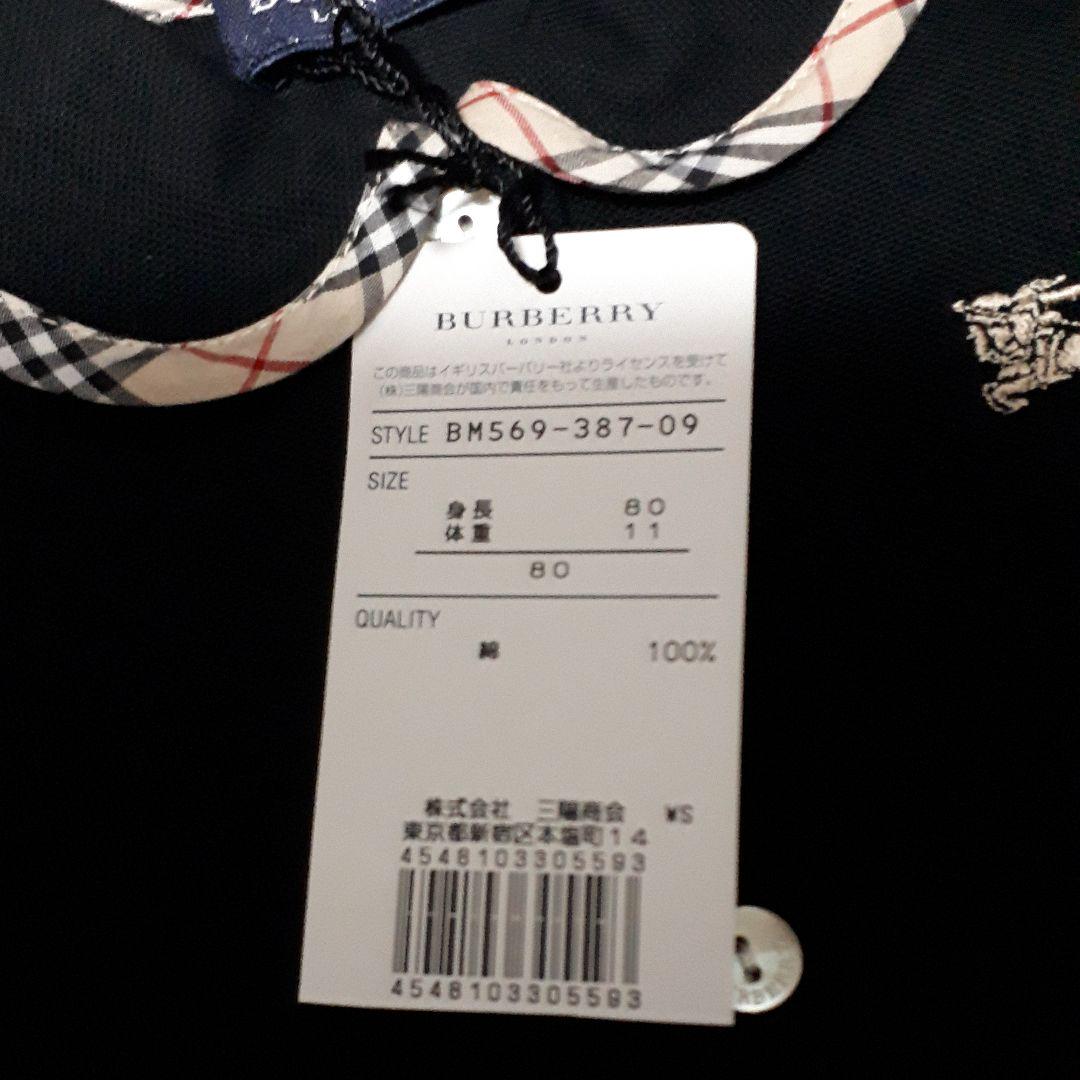 BURBERRY
LONDON
この商品はイギリスバーバリー社よりライセンスを受けて
(株)三陽商会が国内で責任をもって生産したものです。
STYLE BM569-387-09
SIZE
身長 80
体重 11
80
QUALITY
綿 100%
株式会社 三陽商会 ¥S
東京都新宿区本塩町14
4548103305593
4548103305593